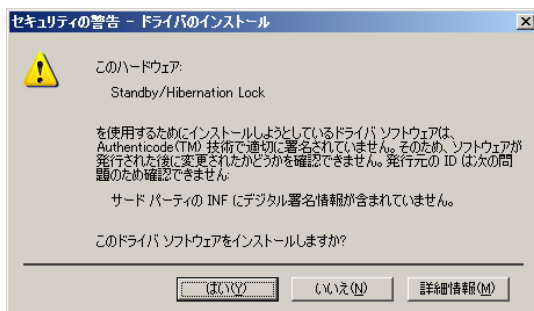 セキュリティの警告 - ドライバのインストール
このハードウェア:
Standby/Hibernation Lock
を使用するためにインストールしようとしているドライバ ソフトウェアは、
Authenticode(TM) 技術で適切に署名されていません。そのため、ソフトウェアが
発行された後に変更されたかどうかを確認できません。発行元の ID は次の問
題のため確認できません:
サード パーティの INF にデジタル署名情報が含まれていません。
このドライバ ソフトウェアをインストールしますか?
はい(Y)
いいえ(N)
詳細情報(M)